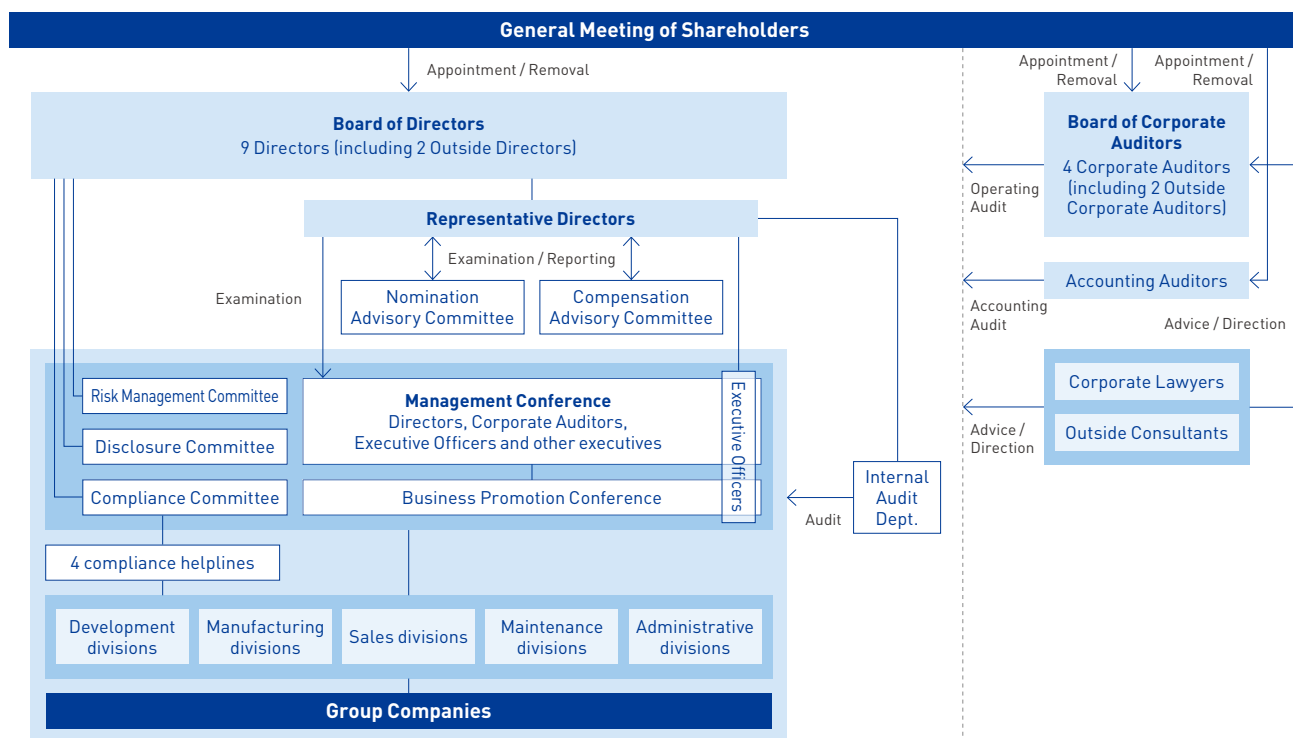 General Meeting of Shareholders
Appointment / Removal
Appointment /
Removal
Appointment /
Removal
Board of Directors
9 Directors (including 2 Outside Directors)
Board of Corporate
Auditors
4 Corporate Auditors
(including 2 Outside
Corporate Auditors)
Operating
Audit
Representative Directors
Examination / Reporting
Examination
Nomination
Advisory Committee
Compensation
Advisory Committee
Accounting Auditors
Accounting
Audit
Advice / Direction
Risk Management Committee
Disclosure Committee
Compliance Committee
Management Conference
Directors, Corporate Auditors,
Executive Officers and other executives
Business Promotion Conference
Executive Officers
Internal
Audit
Dept.
Audit
Corporate Lawyers
Outside Consultants
Advice /
Direction
4 compliance helplines
Development
divisions
Manufacturing
divisions
Sales divisions
Maintenance
divisions
Administrative
divisions
Group Companies